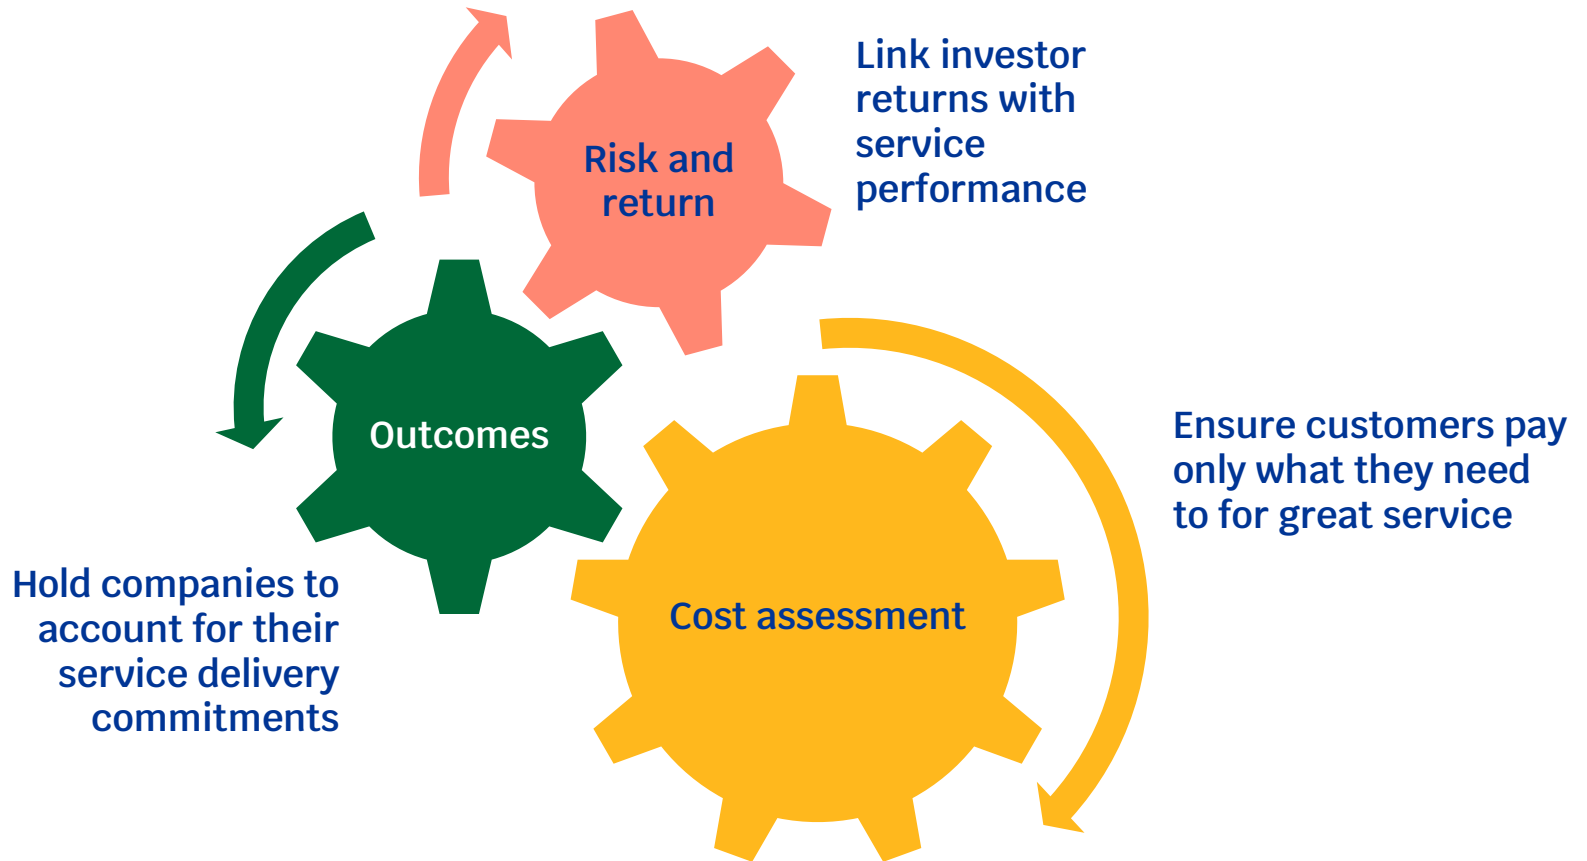 Link investor
returns with
service
performance
Risk and
return
Outcomes
Ensure customers pay
only what they need
to for great service
Hold companies to
account for their
service delivery
commitments
Cost assessment